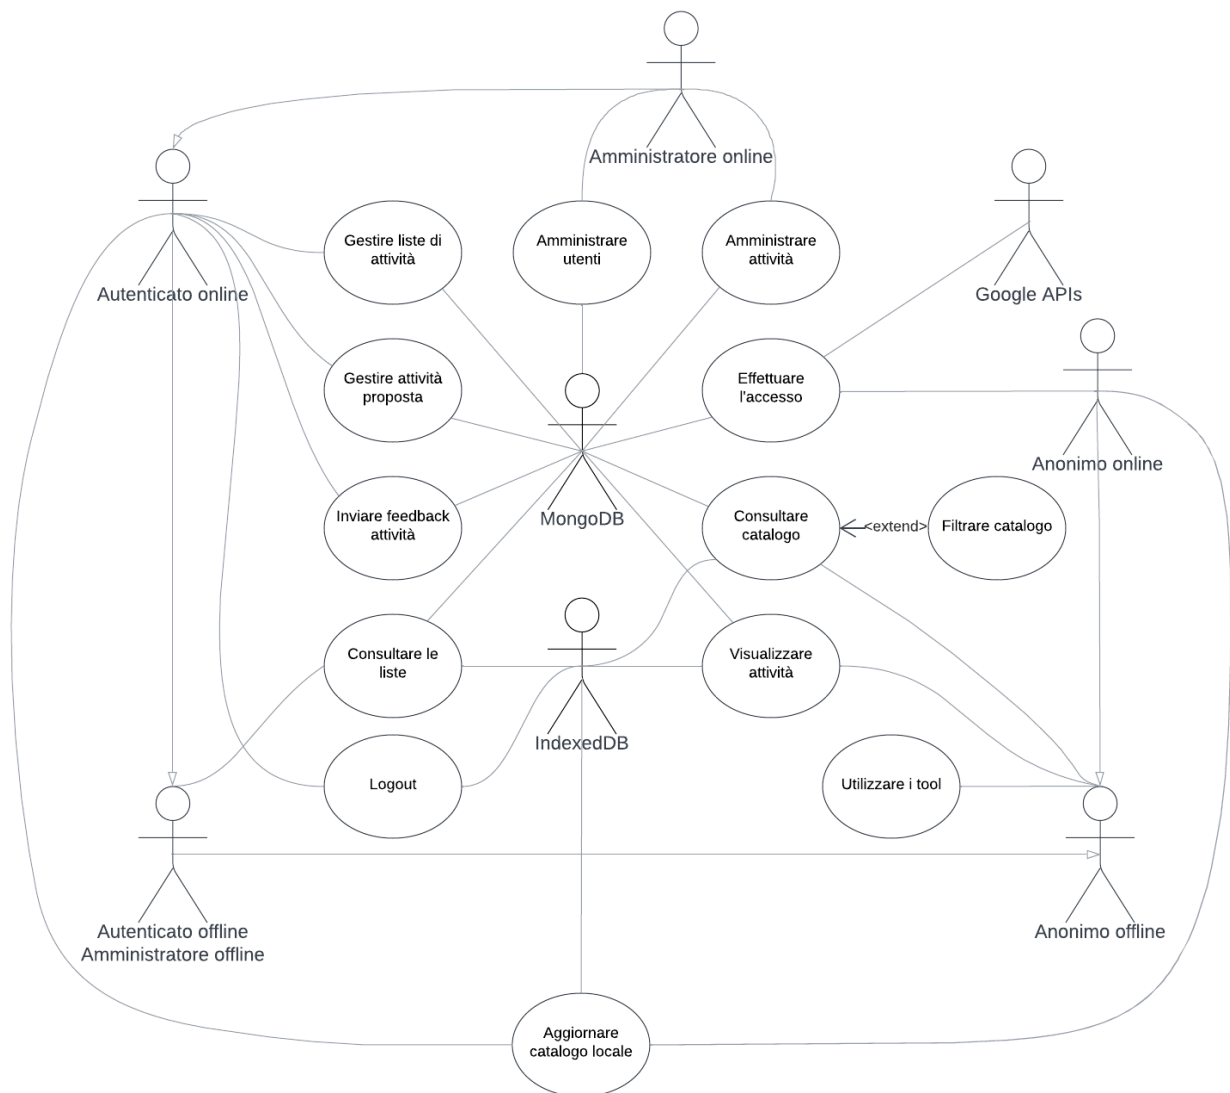 Amministratore online
Gestire liste di
attività
Amministrare
utenti
Amministrare
attività
Autenticato online
Google APIs
Gestire attività
proposta
Effettuare
l'accesso
Anonimo online
Inviare feedback
attività
MongoDB
Consultare
catalogo
<extend>
Filtrare catalogo
Consultare le
liste
Visualizzare
attività
IndexedDB
Logout
Utilizzare i tool
Autenticato offline
Amministratore offline
Anonimo offline
Aggiornare
catalogo locale